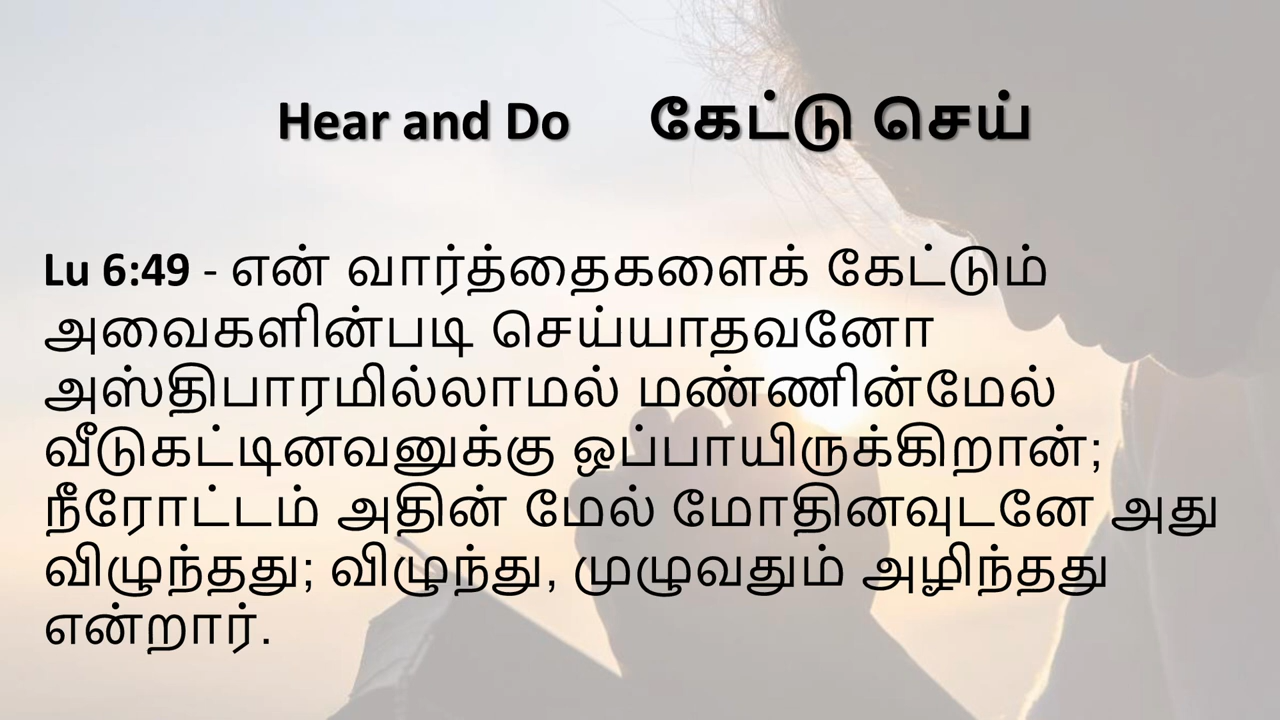 Hear and Do கேட்டு செய்
Lu 6:49 - என் வார்த்தைகளைக் கேட்டும்
அவைகளின்படி செய்யாதவனோ
அஸ்திபாரமில்லாமல் மண்ணின்மேல்
வீடுகட்டினவனுக்கு ஒப்பாயிருக்கிறான்;
நீரோட்டம் அதின் மேல் மோதினவுடனே அது
விழுந்தது; விழுந்து, முழுவதும் அழிந்தது
என்றார்.